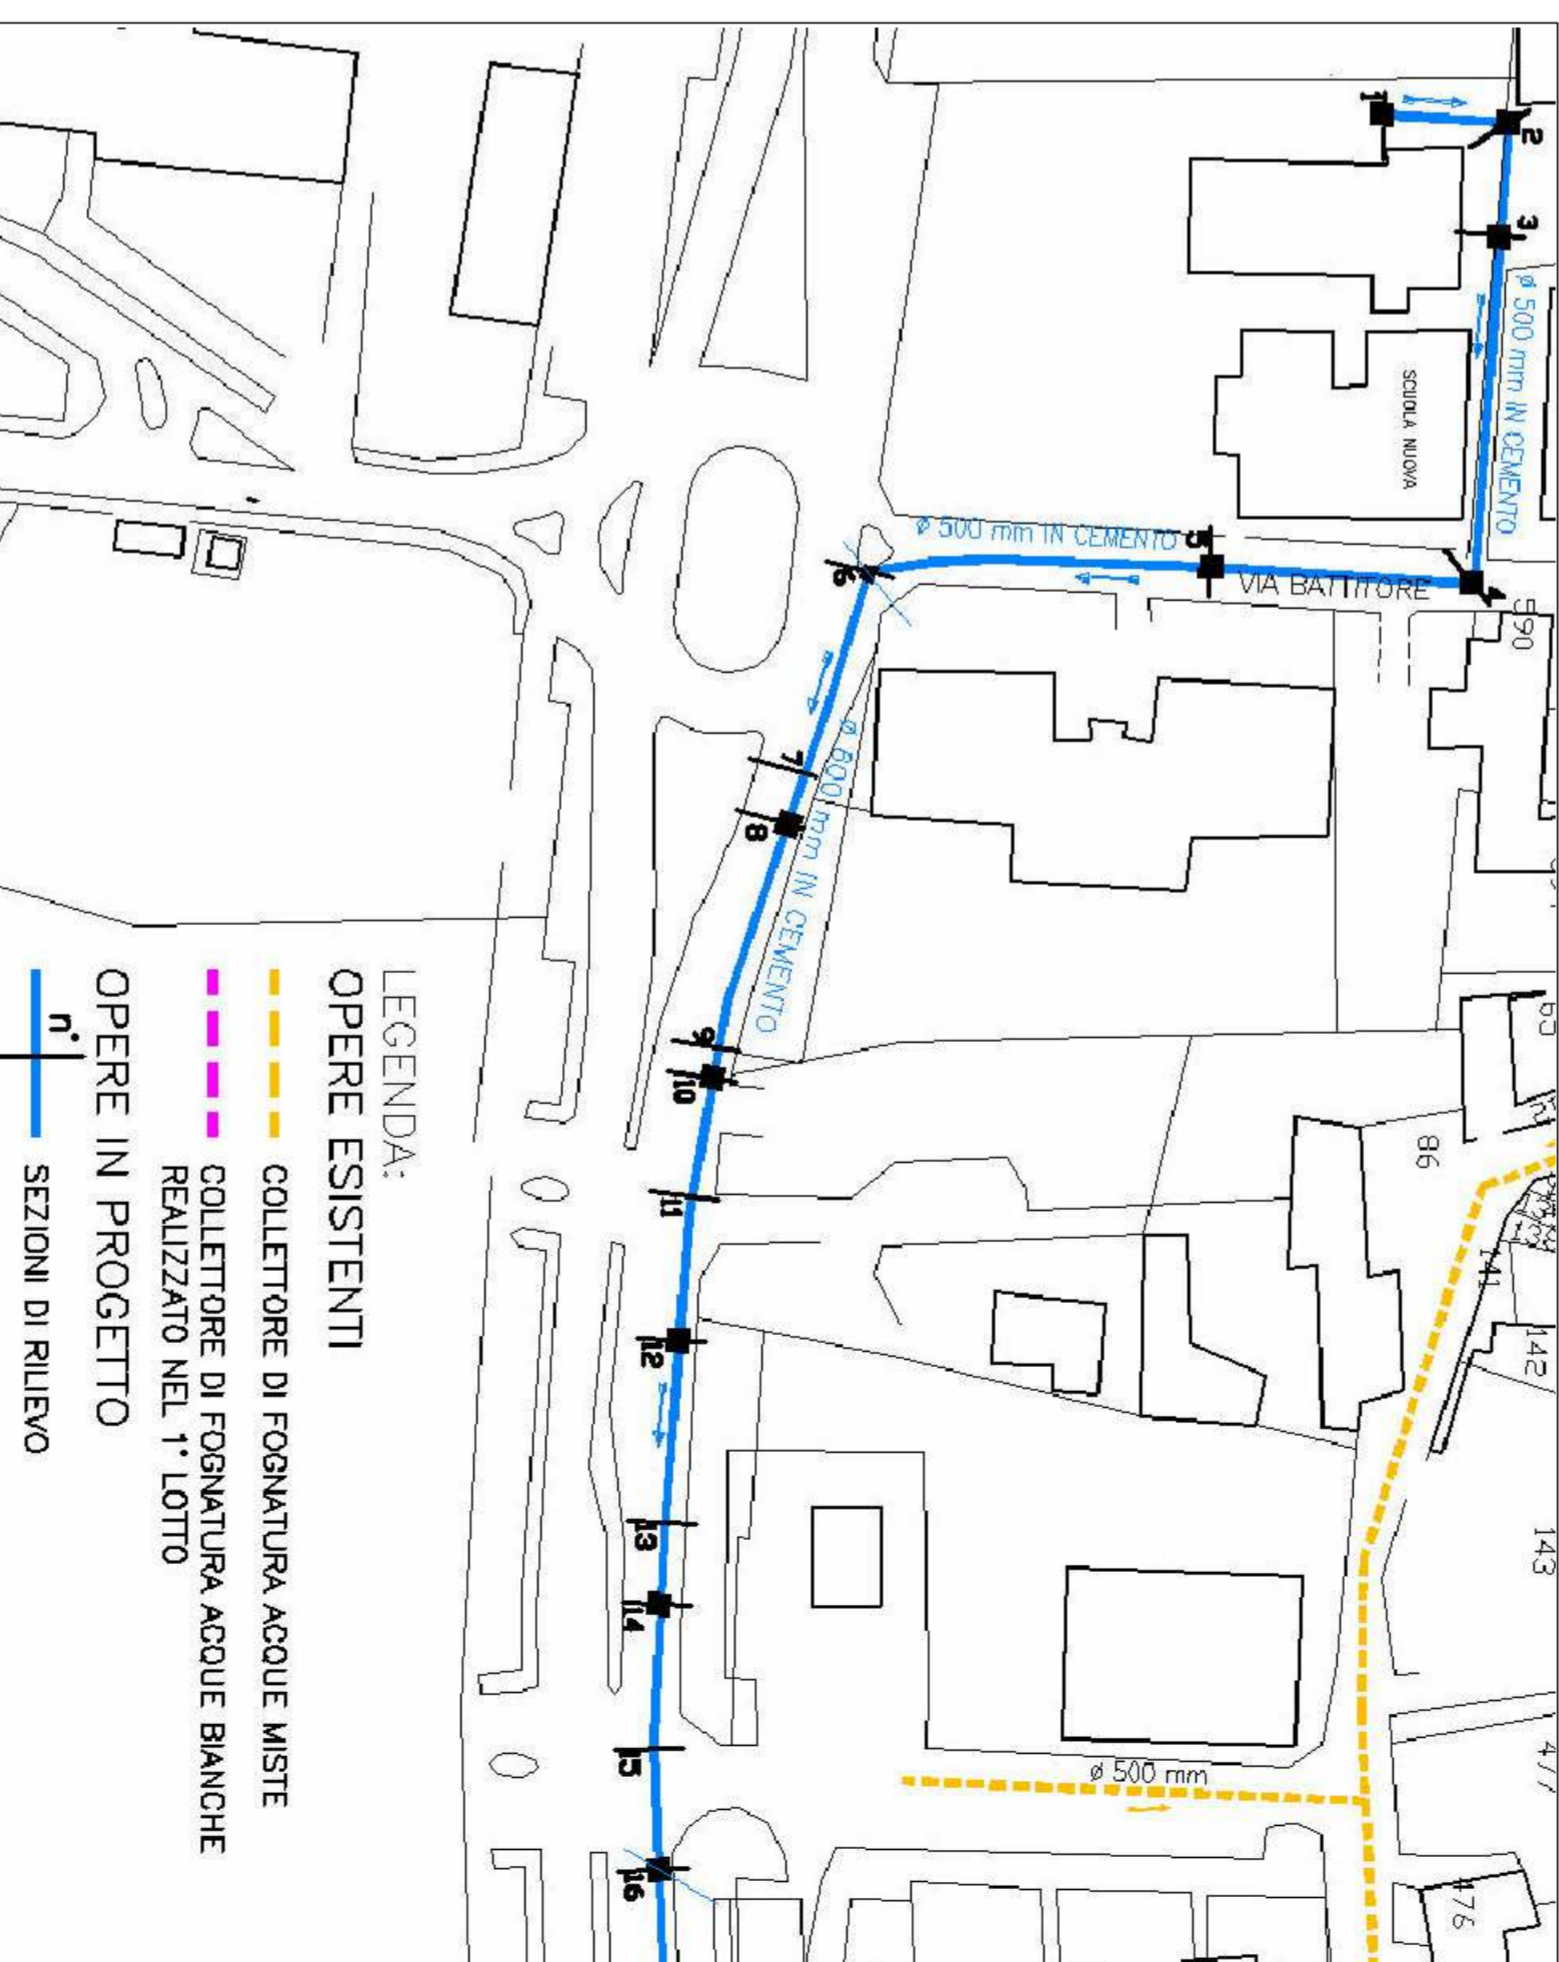 1
2
3
ø 500 mm IN CEMENTO
SCUOLA NUOVA
4
590
VIA BATTITORE
5
ø 500 mm IN CEMENTO
6
7
8
ø 800 mm IN CEMENTO
9
10
11
12
13
14
15
16
86
141
142
143
477
476
ø 500 mm
LEGENDA:
OPERE ESISTENTI
COLLETTORE DI FOGNATURA ACQUE MISTE
COLLETTORE DI FOGNATURA ACQUE BIANCHE
REALIZZATO NEL 1° LOTTO
OPERE IN PROGETTO
n°
SEZIONI DI RILIEVO